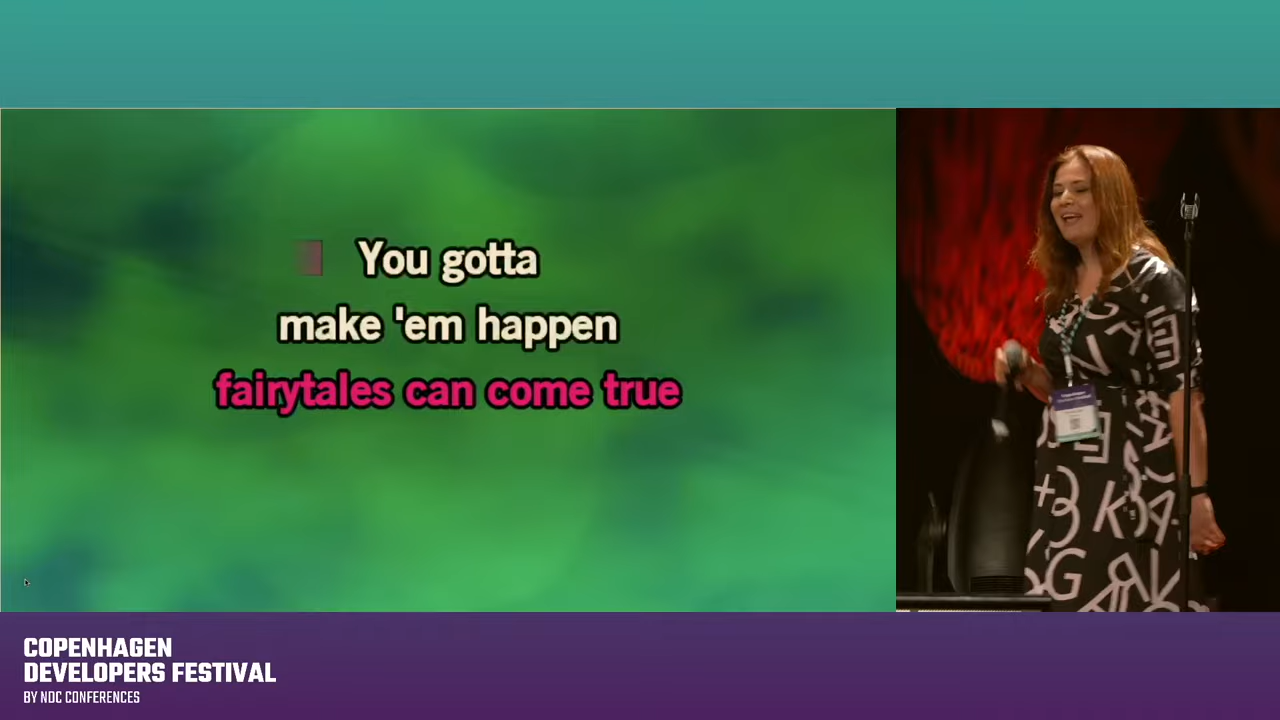 You gotta
make 'em happen
fairytales can come true
COPENHAGEN
DEVELOPERS FESTIVAL
BY NDC CONFERENCES